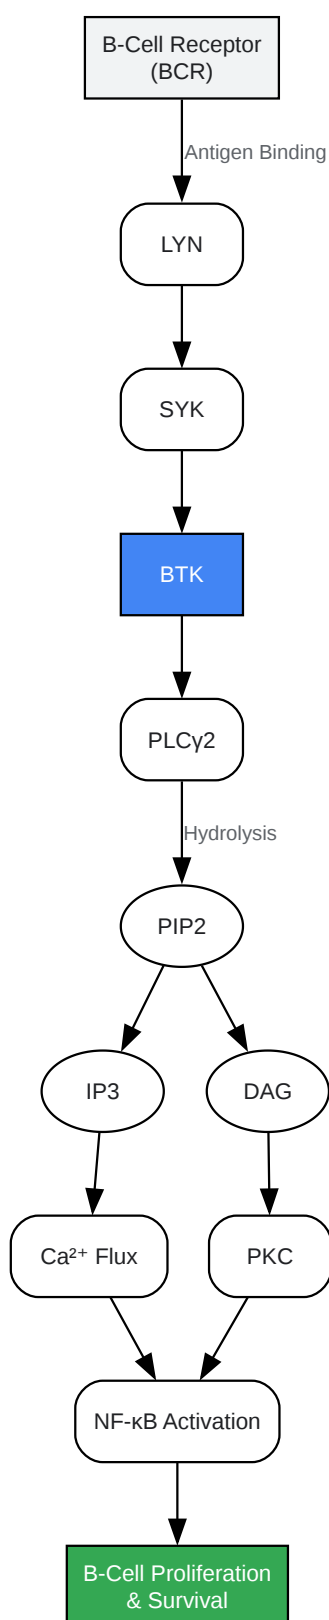 B-Cell Receptor
(BCR)
Antigen Binding
LYN
SYK
BTK
PLCγ2
Hydrolysis
PIP2
IP3
DAG
Ca²⁺ Flux
PKC
NF-κB Activation
B-Cell Proliferation
& Survival